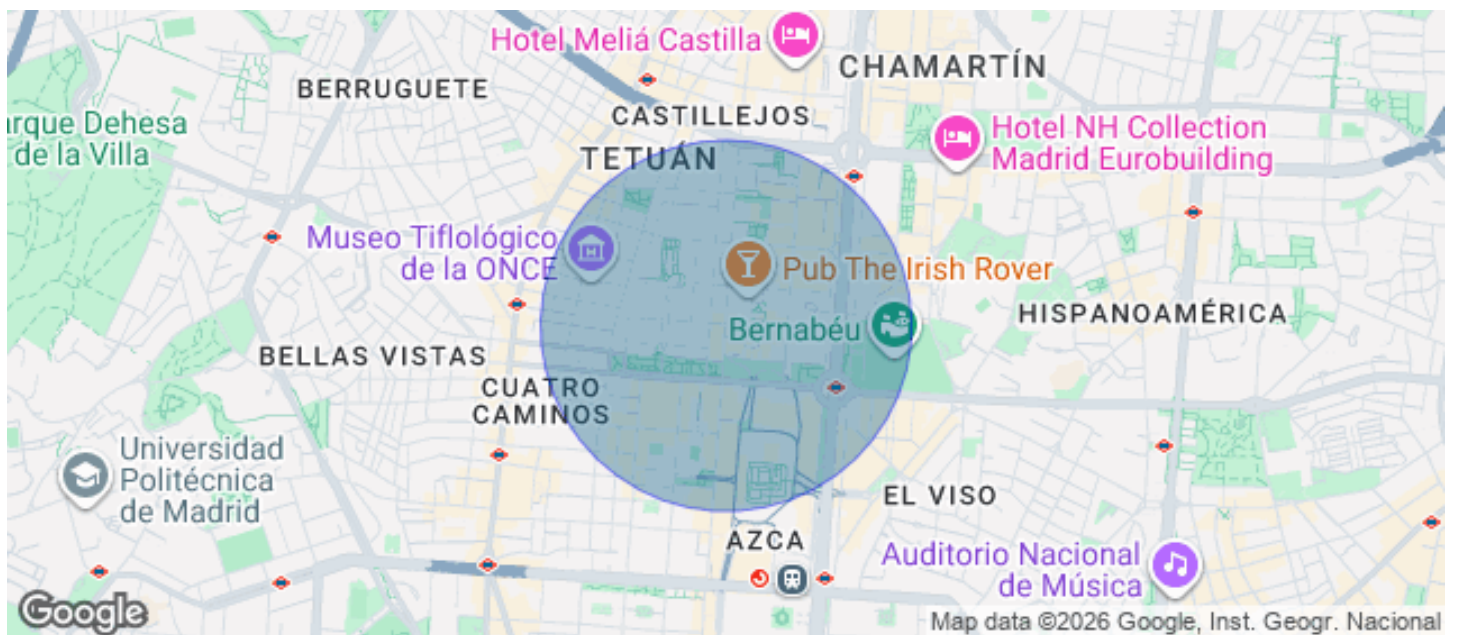 Hotel Meliá Castilla
CHAMARTÍN
BERRUGUETE
CASTILLEJOS
arque Dehesa
de la Villa
Hotel NH Collection
Madrid Eurobuilding
TETUÁN
Museo Tiflológico
de la ONCE
Pub The Irish Rover
Bernabéu
HISPANOAMÉRICA
BELLAS VISTAS
CUATRO
CAMINOS
Universidad
Politécnica
de Madrid
EL VISO
AZCA
Auditorio Nacional
de Música
Google
Map data ©2026 Google, Inst. Geogr. Nacional